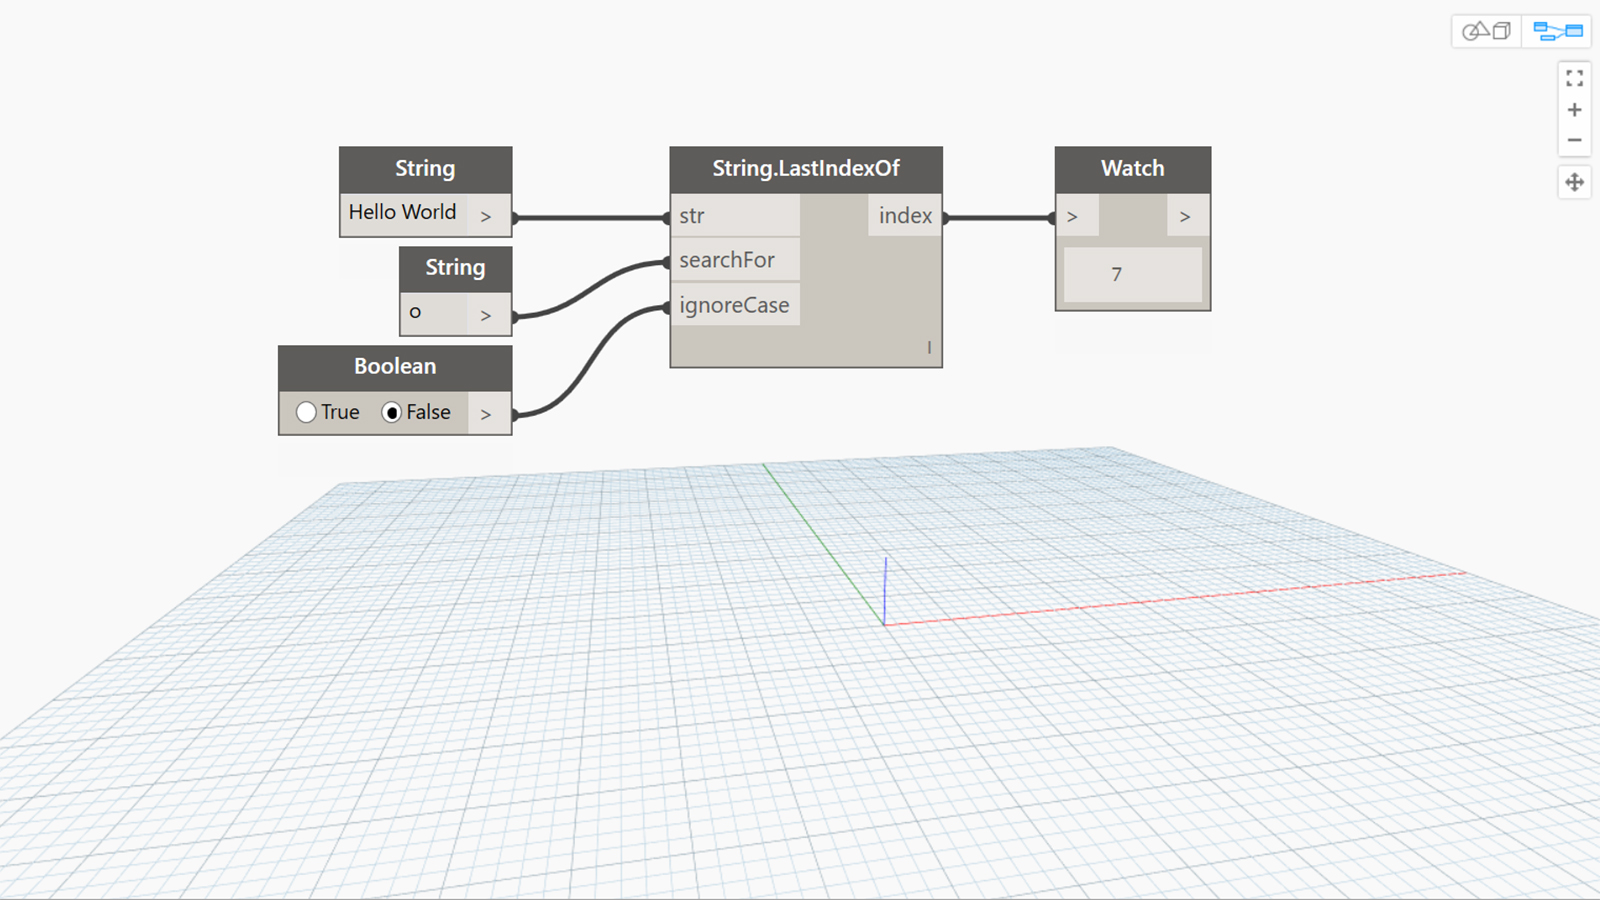 String
Hello World >
String
o >
Boolean
True False >
String.LastIndexOf
str index
searchFor
ignoreCase
l
Watch
> >
7